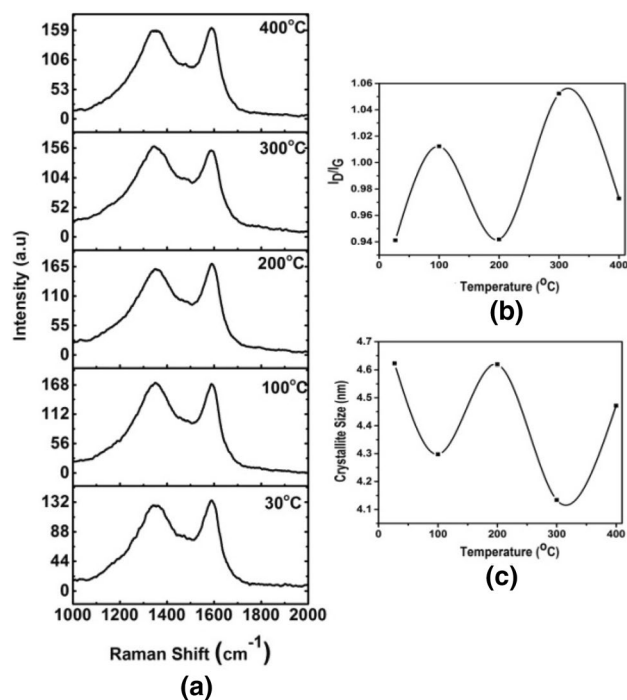 159
106
53
0
400°C
156
104
52
0
300°C
165
110
55
0
200°C
168
112
56
0
100°C
132
88
44
0
30°C
1000 1200 1400 1600 1800 2000
Intensity (a.u)
Raman Shift (cm⁻¹)
(a)
1.06
1.04
1.02
1.00
0.98
0.96
0.94
I_D/I_G
0 100 200 300 400
Temperature (°C)
(b)
4.7
4.6
4.5
4.4
4.3
4.2
4.1
Crystallite Size (nm)
0 100 200 300 400
Temperature (°C)
(c)